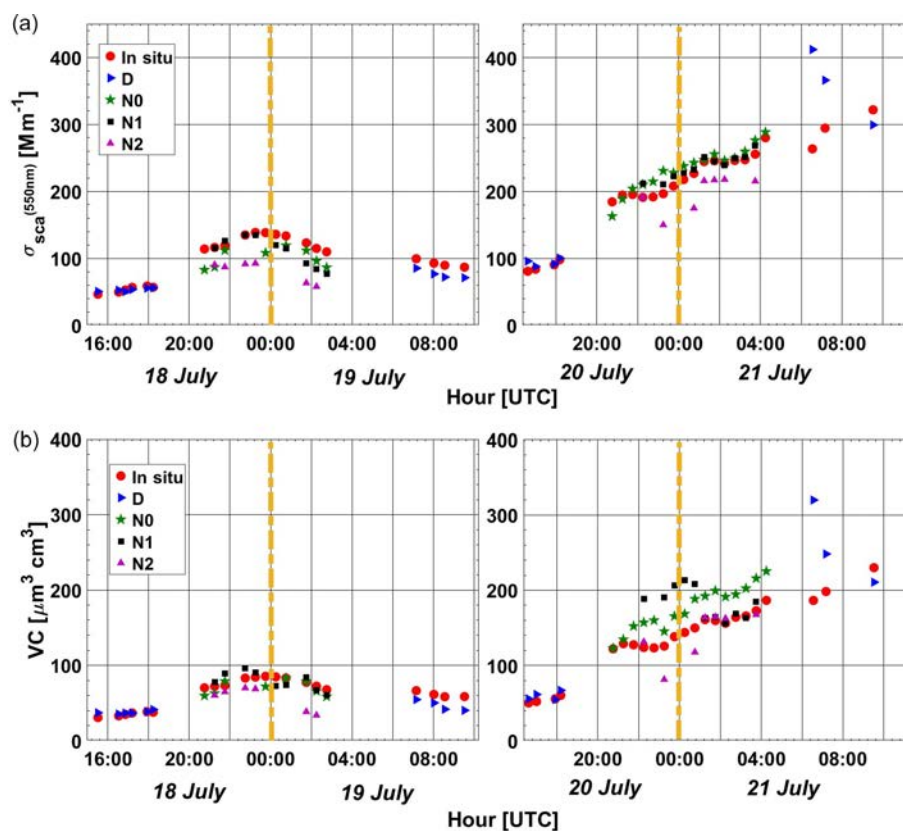 (a)
σsca(550nm) [Mm-1]
400
300
200
100
0
In situ
D
N0
N1
N2
400
300
200
100
0
16:00 20:00 00:00 04:00 08:00
20:00 00:00 04:00 08:00
18 July 19 July
20 July 21 July
Hour [UTC]
(b)
VC [μm3 cm3]
400
300
200
100
0
In situ
D
N0
N1
N2
400
300
200
100
0
16:00 20:00 00:00 04:00 08:00
20:00 00:00 04:00 08:00
18 July 19 July
20 July 21 July
Hour [UTC]